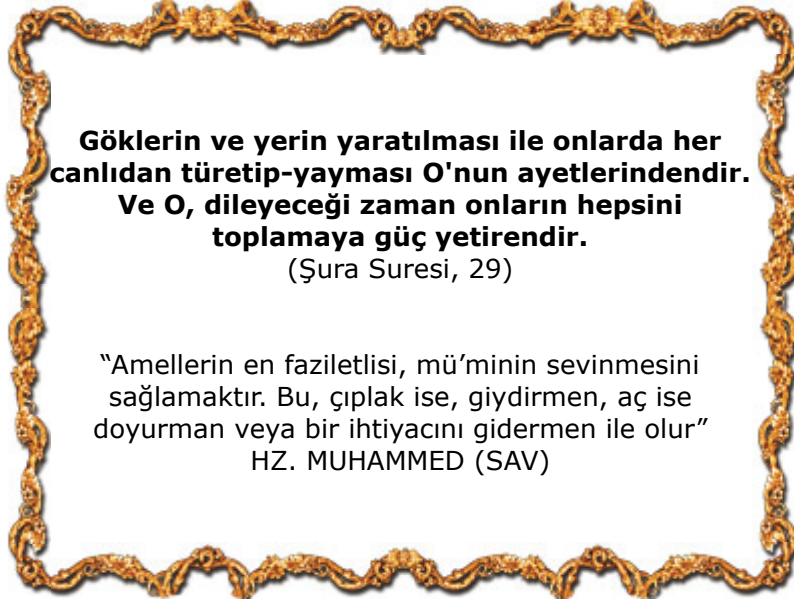 Göklerin ve yerin yaratılması ile onlarda her
canlıdan türetip-yayması O'nun ayetlerindendir.
Ve O, dileyeceği zaman onların hepsini
toplamaya güç yetirendir.
(Şura Suresi, 29)
“Amellerin en faziletlisi, mü’minin sevinmesini
sağlamaktır. Bu, çıplak ise, giydirmen, aç ise
doyurman veya bir ihtiyacını gidermen ile olur”
HZ. MUHAMMED (SAV)